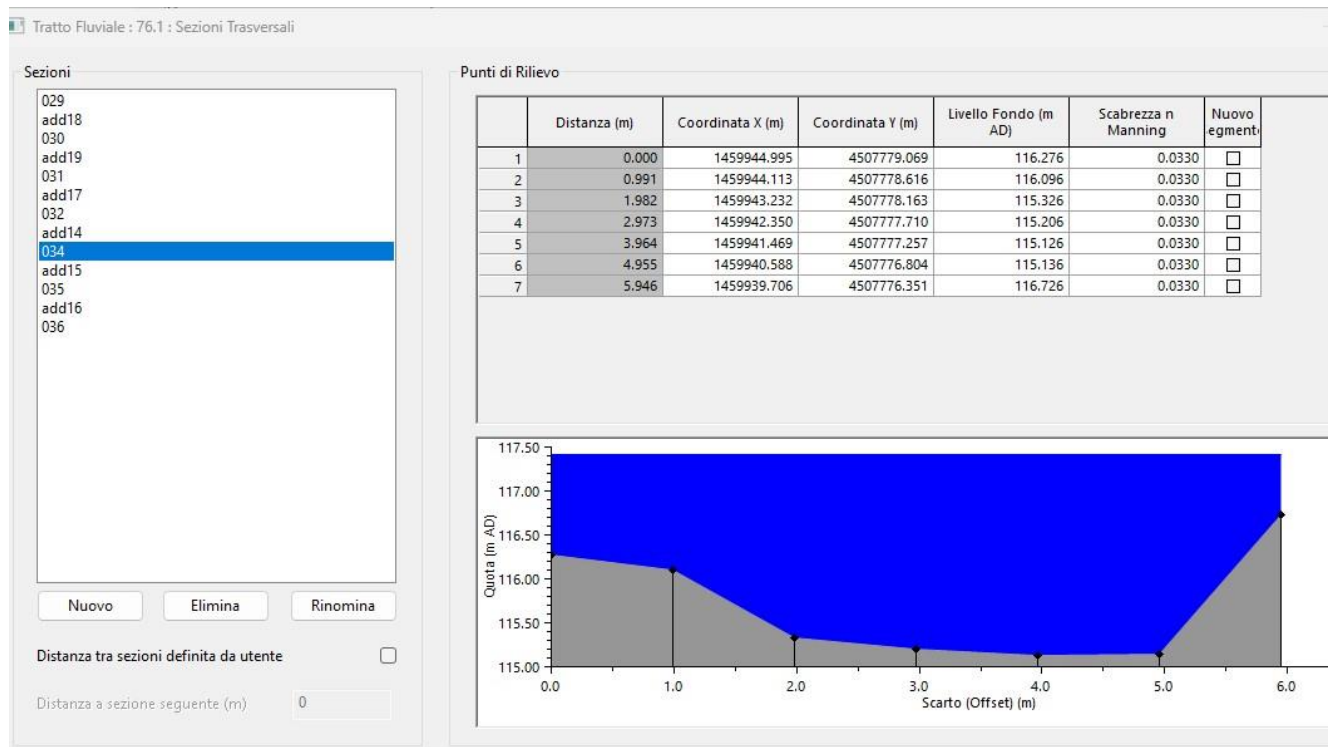 Tratto Fluviale : 76.1 : Sezioni Trasversali
Sezioni
029
add18
030
add19
031
add17
032
add14
034
add15
035
add16
036
Nuovo Elimina Rinomina
Distanza tra sezioni definita da utente
Distanza a sezione seguente (m) 0
Punti di Rilievo
Distanza (m) Coordinata X (m) Coordinata Y (m) Livello Fondo (m AD) Scabrezza n Manning Nuovo egment
1 0.000 1459944.995 4507779.069 116.276 0.0330
2 0.991 1459944.113 4507778.616 116.096 0.0330
3 1.982 1459943.232 4507778.163 115.326 0.0330
4 2.973 1459942.350 4507777.710 115.206 0.0330
5 3.964 1459941.469 4507777.257 115.126 0.0330
6 4.955 1459940.588 4507776.804 115.136 0.0330
7 5.946 1459939.706 4507776.351 116.726 0.0330
Quota (m AD)
117.50
117.00
116.50
116.00
115.50
115.00
0.0 1.0 2.0 3.0 4.0 5.0 6.0
Scarto (Offset) (m)